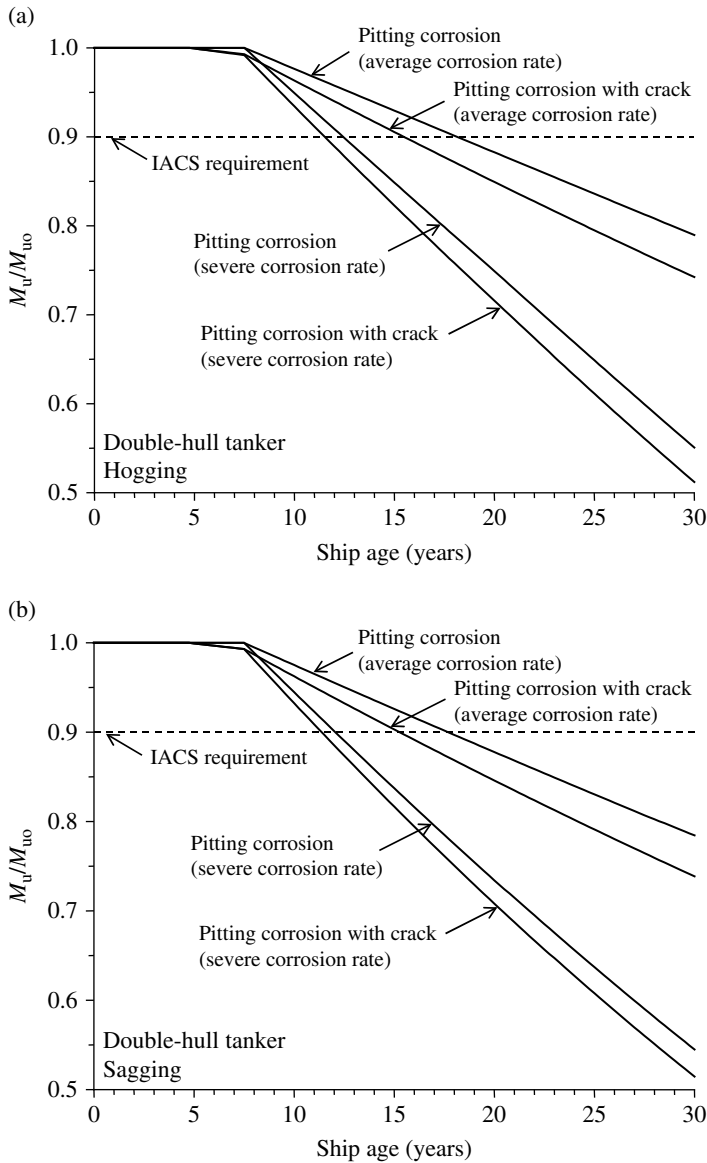 (a)
Pitting corrosion
(average corrosion rate)
1.0
Pitting corrosion with crack
(average corrosion rate)
0.9
IACS requirement
0.8
Pitting corrosion
(severe corrosion rate)
Mu/Muo
0.7
Pitting corrosion with crack
(severe corrosion rate)
0.6
Double-hull tanker
Hogging
0.5
0 5 10 15 20 25 30
Ship age (years)
(b)
1.0
Pitting corrosion
(average corrosion rate)
Pitting corrosion with crack
(average corrosion rate)
0.9
IACS requirement
0.8
Pitting corrosion
(severe corrosion rate)
Mu/Muo
0.7
Pitting corrosion with crack
(severe corrosion rate)
0.6
Double-hull tanker
Sagging
0.5
0 5 10 15 20 25 30
Ship age (years)